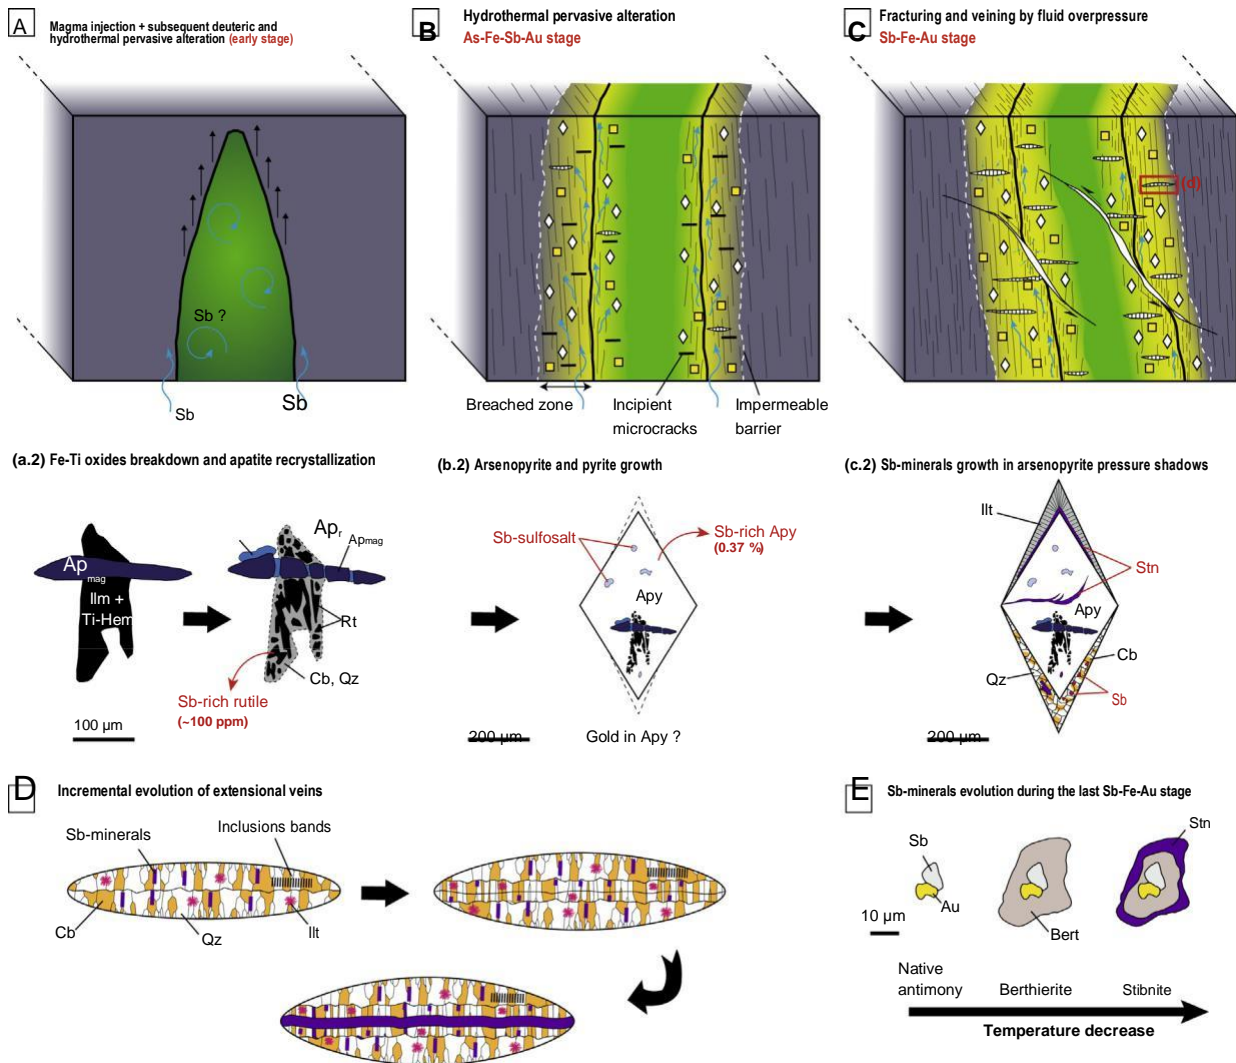 A
Magma injection + subsequent deuteric and
hydrothermal pervasive alteration (early stage)
Sb ?
Sb
Sb
B
Hydrothermal pervasive alteration
As-Fe-Sb-Au stage
Breached zone
Incipient
microcracks
Impermeable
barrier
C
Fracturing and veining by fluid overpressure
Sb-Fe-Au stage
(d)
(a.2) Fe-Ti oxides breakdown and apatite recrystallization
Ap mag
Ilm +
Ti-Hem
Ap r
Ap mag
Rt
Cb, Qz
Sb-rich rutile
(~100 ppm)
100 µm
(b.2) Arsenopyrite and pyrite growth
Sb-sulfosalt
Sb-rich Apy
(0.37 %)
Apy
200 µm
Gold in Apy ?
(c.2) Sb-minerals growth in arsenopyrite pressure shadows
Ilt
Stn
Apy
Cb
Qz
Sb
200 µm
D
Incremental evolution of extensional veins
Sb-minerals
Inclusions bands
Cb
Qz
Ilt
E
Sb-minerals evolution during the last Sb-Fe-Au stage
Stn
Sb
Au
10 µm
Bert
Native
antimony
Berthierite
Stibnite
Temperature decrease